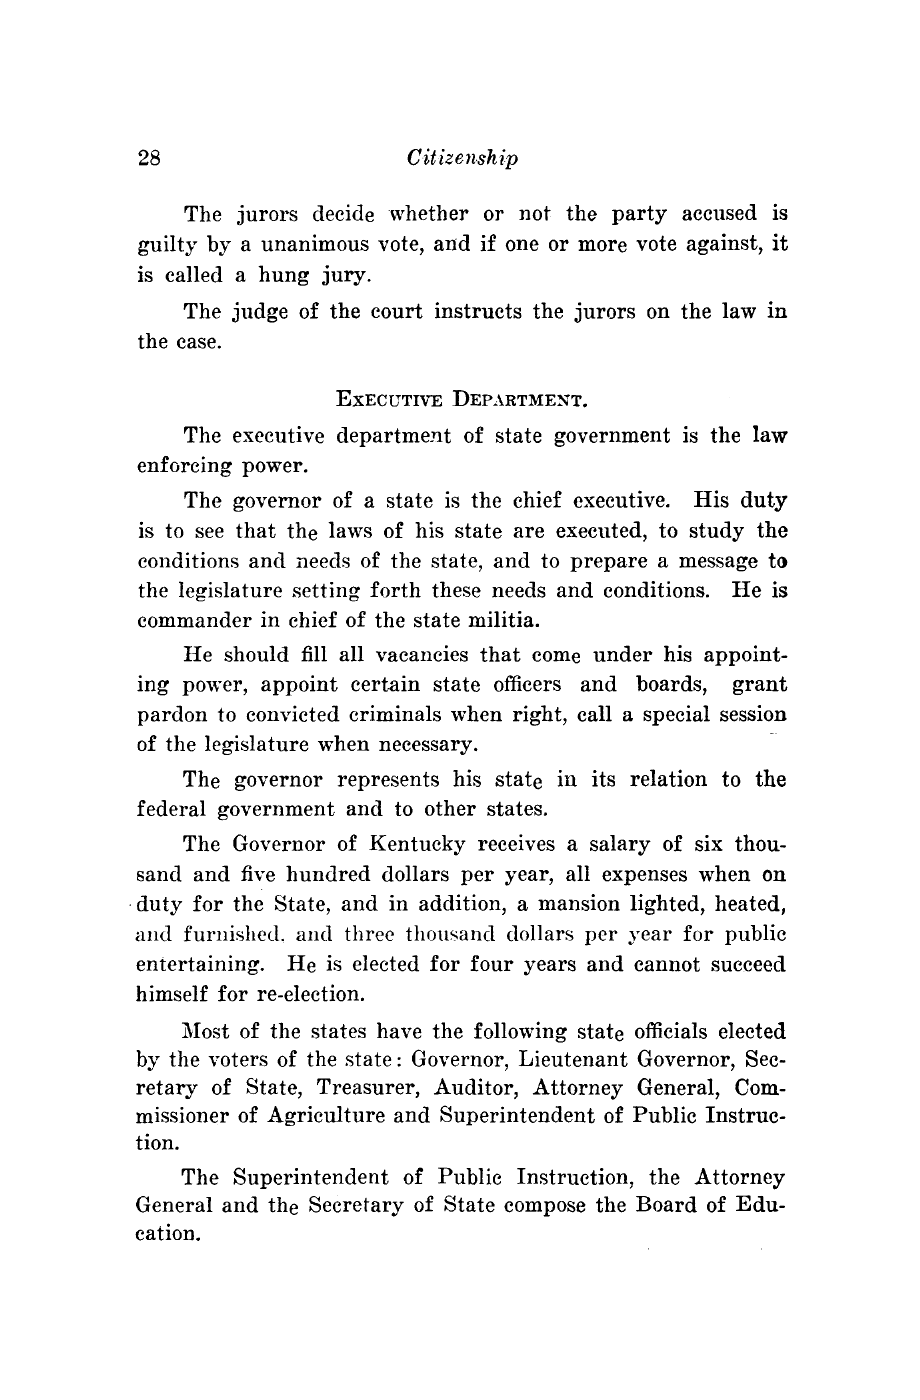 28 Citizenship
The jurors decide whether or not the party accused is
guilty by a unanimous vote, and if one or more vote against, it
is called a hung jury.
The judge of the court instructs the jurors on the law in
the case.
EXECUTIVE DEPARTMENT.
The executive department of state government is the law
enforcing power.
The governor of a state is the chief executive. His duty
is to see that the laws of his state are executed, to study the
conditions and needs of the state, and to prepare a message to
the legislature setting forth these needs and conditions. He is
commander in chief of the state militia.
He should fill all vacancies that come under his appoint-
ing power, appoint certain state officers and boards, grant
pardon to convicted criminals when right, call a special session
of the legislature when necessary.
The governor represents his state in its relation to the
federal government and to other states.
The Governor of Kentucky receives a salary of six thou-
sand and five hundred dollars per year, all expenses when on
duty for the State, and in addition, a mansion lighted, heated,
and furnished, and three thousand dollars per year for public
entertaining. He is elected for four years and cannot succeed
himself for re-election.
Most of the states have the following state officials elected
by the voters of the state: Governor, Lieutenant Governor, Sec-
retary of State, Treasurer, Auditor, Attorney General, Com-
missioner of Agriculture and Superintendent of Public Instruc-
tion.
The Superintendent of Public Instruction, the Attorney
General and the Secretary of State compose the Board of Edu-
cation.